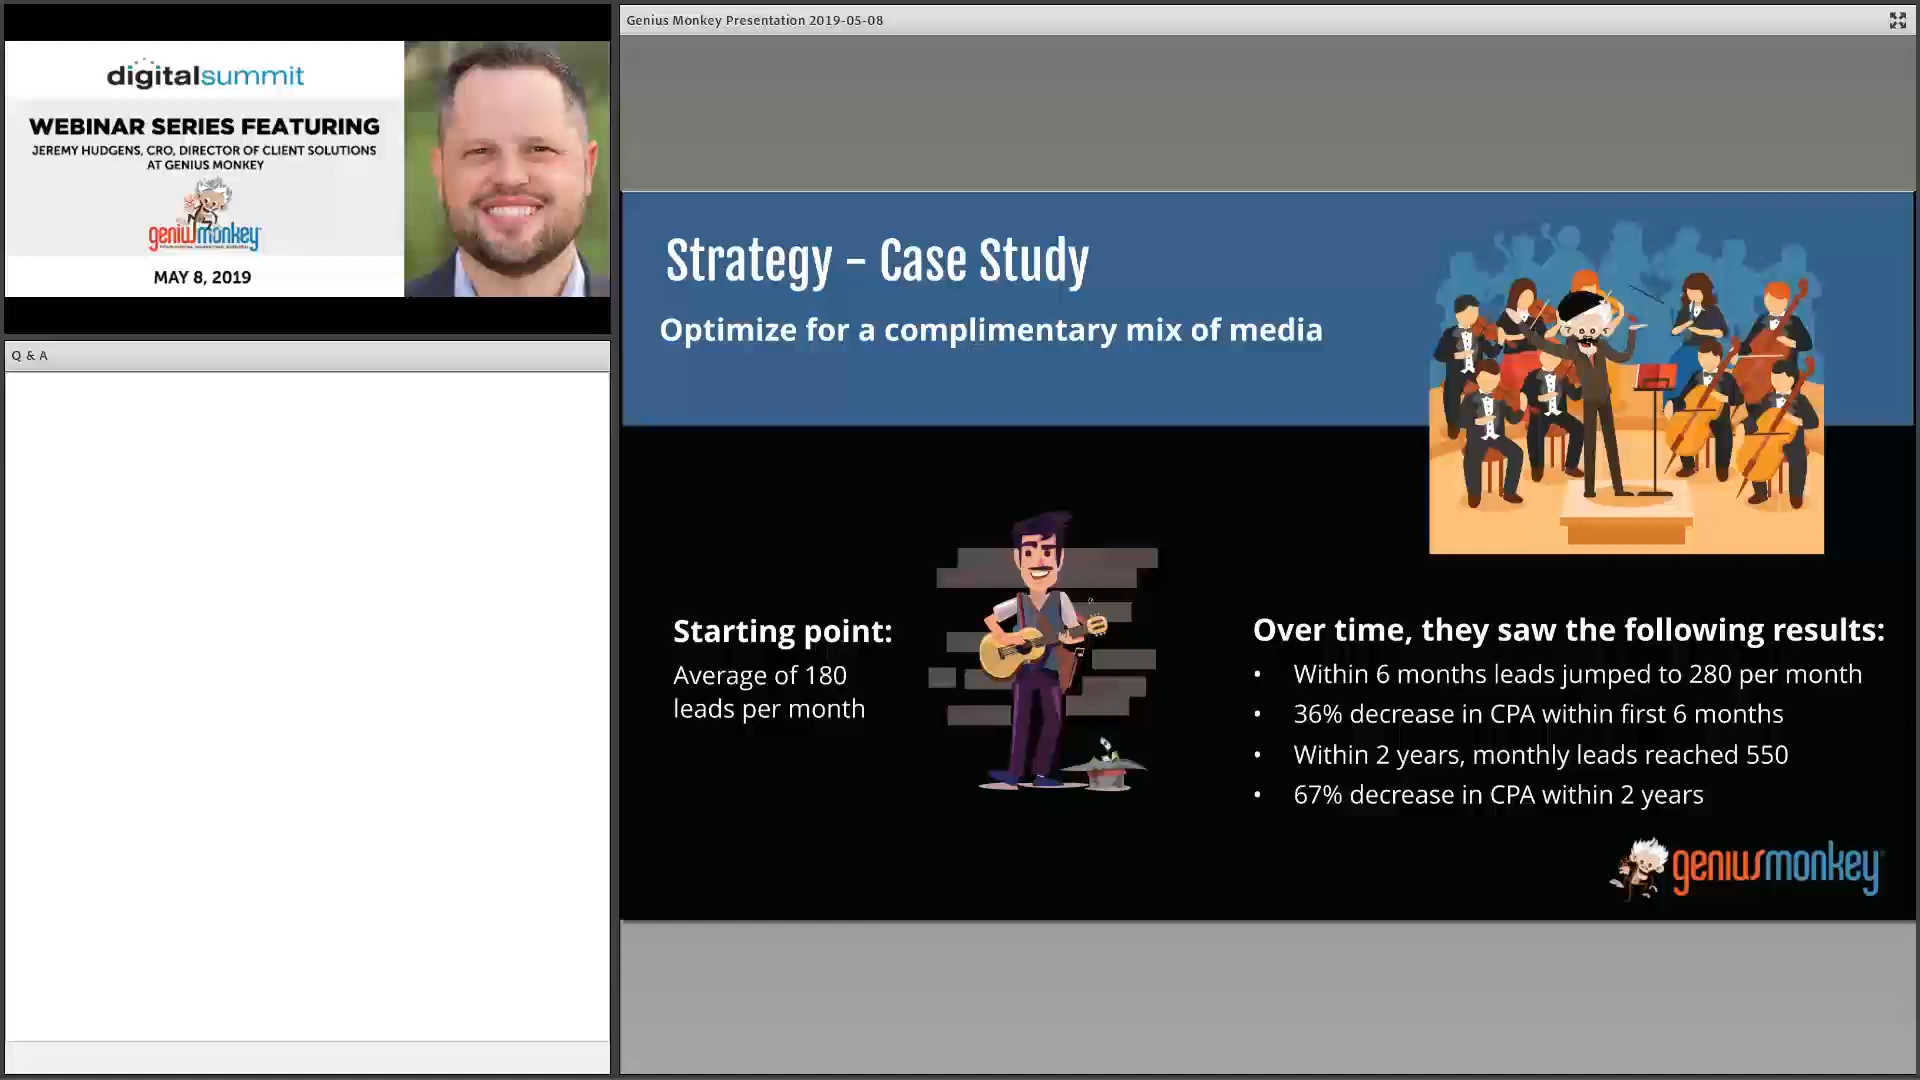 digitalsummit
WEBINAR SERIES FEATURING
JEREMY HUDGENS, CRO, DIRECTOR OF CLIENT SOLUTIONS
AT GENIUS MONKEY
geniusmonkey
MAY 8, 2019
Q & A
Genius Monkey Presentation 2019-05-08
Strategy - Case Study
Optimize for a complimentary mix of media
Starting point:
Average of 180
leads per month
Over time, they saw the following results:
• Within 6 months leads jumped to 280 per month
• 36% decrease in CPA within first 6 months
• Within 2 years, monthly leads reached 550
• 67% decrease in CPA within 2 years
geniusmonkey